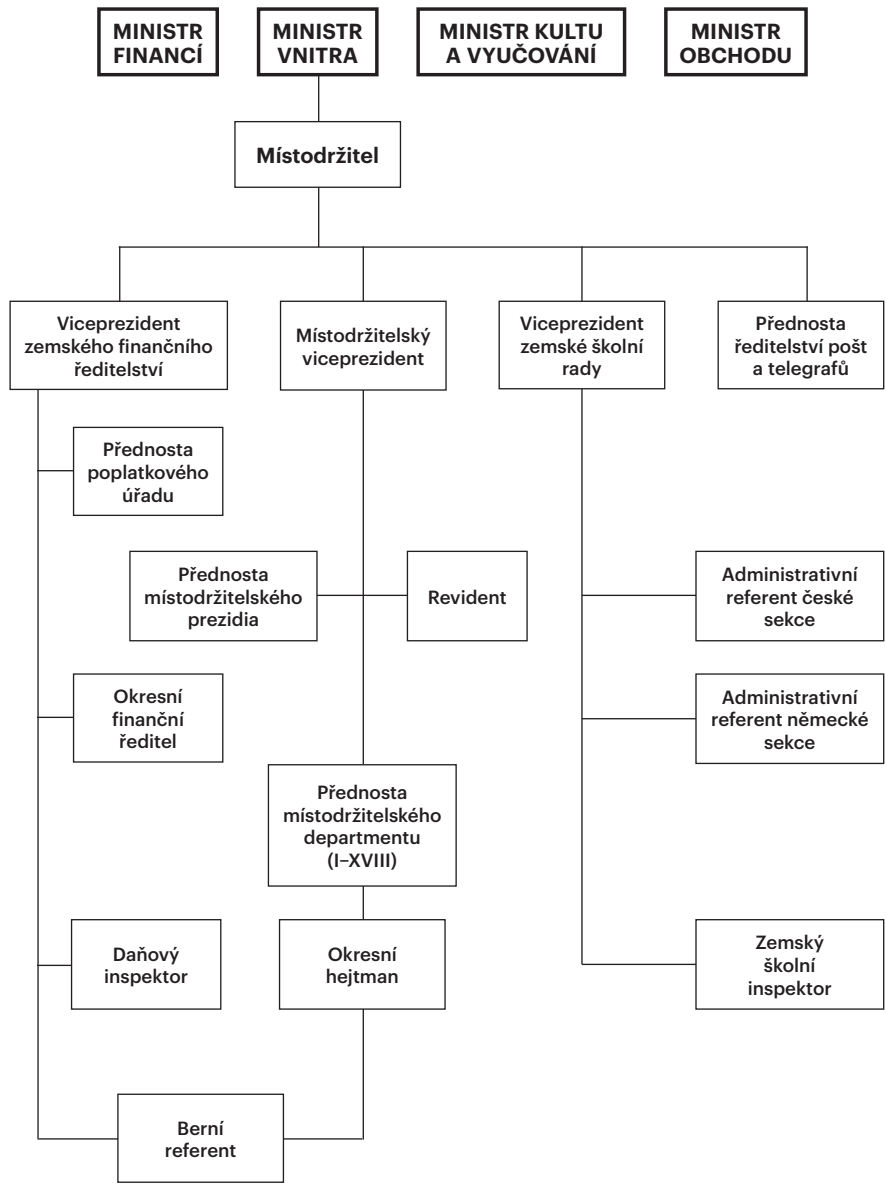 MINISTR
FINANCÍ
MINISTR
VNITRA
MINISTR KULTU
A VYUČOVÁNÍ
MINISTR
OBCHODU
Místodržitel
Viceprezident
zemského finančního
ředitelství
Místodržitelský
viceprezident
Viceprezident
zemské školní
rady
Přednosta
ředitelství pošt
a telegrafů
Přednosta
poplatkového
úřadu
Přednosta
místodržitelského
prezidia
Revident
Administrativní
referent české
sekce
Okresní
finanční
ředitel
Administrativní
referent německé
sekce
Přednosta
místodržitelského
departmentu
(I–XVIII)
Daňový
inspektor
Okresní
hejtman
Zemský
školní
inspektor
Berní
referent